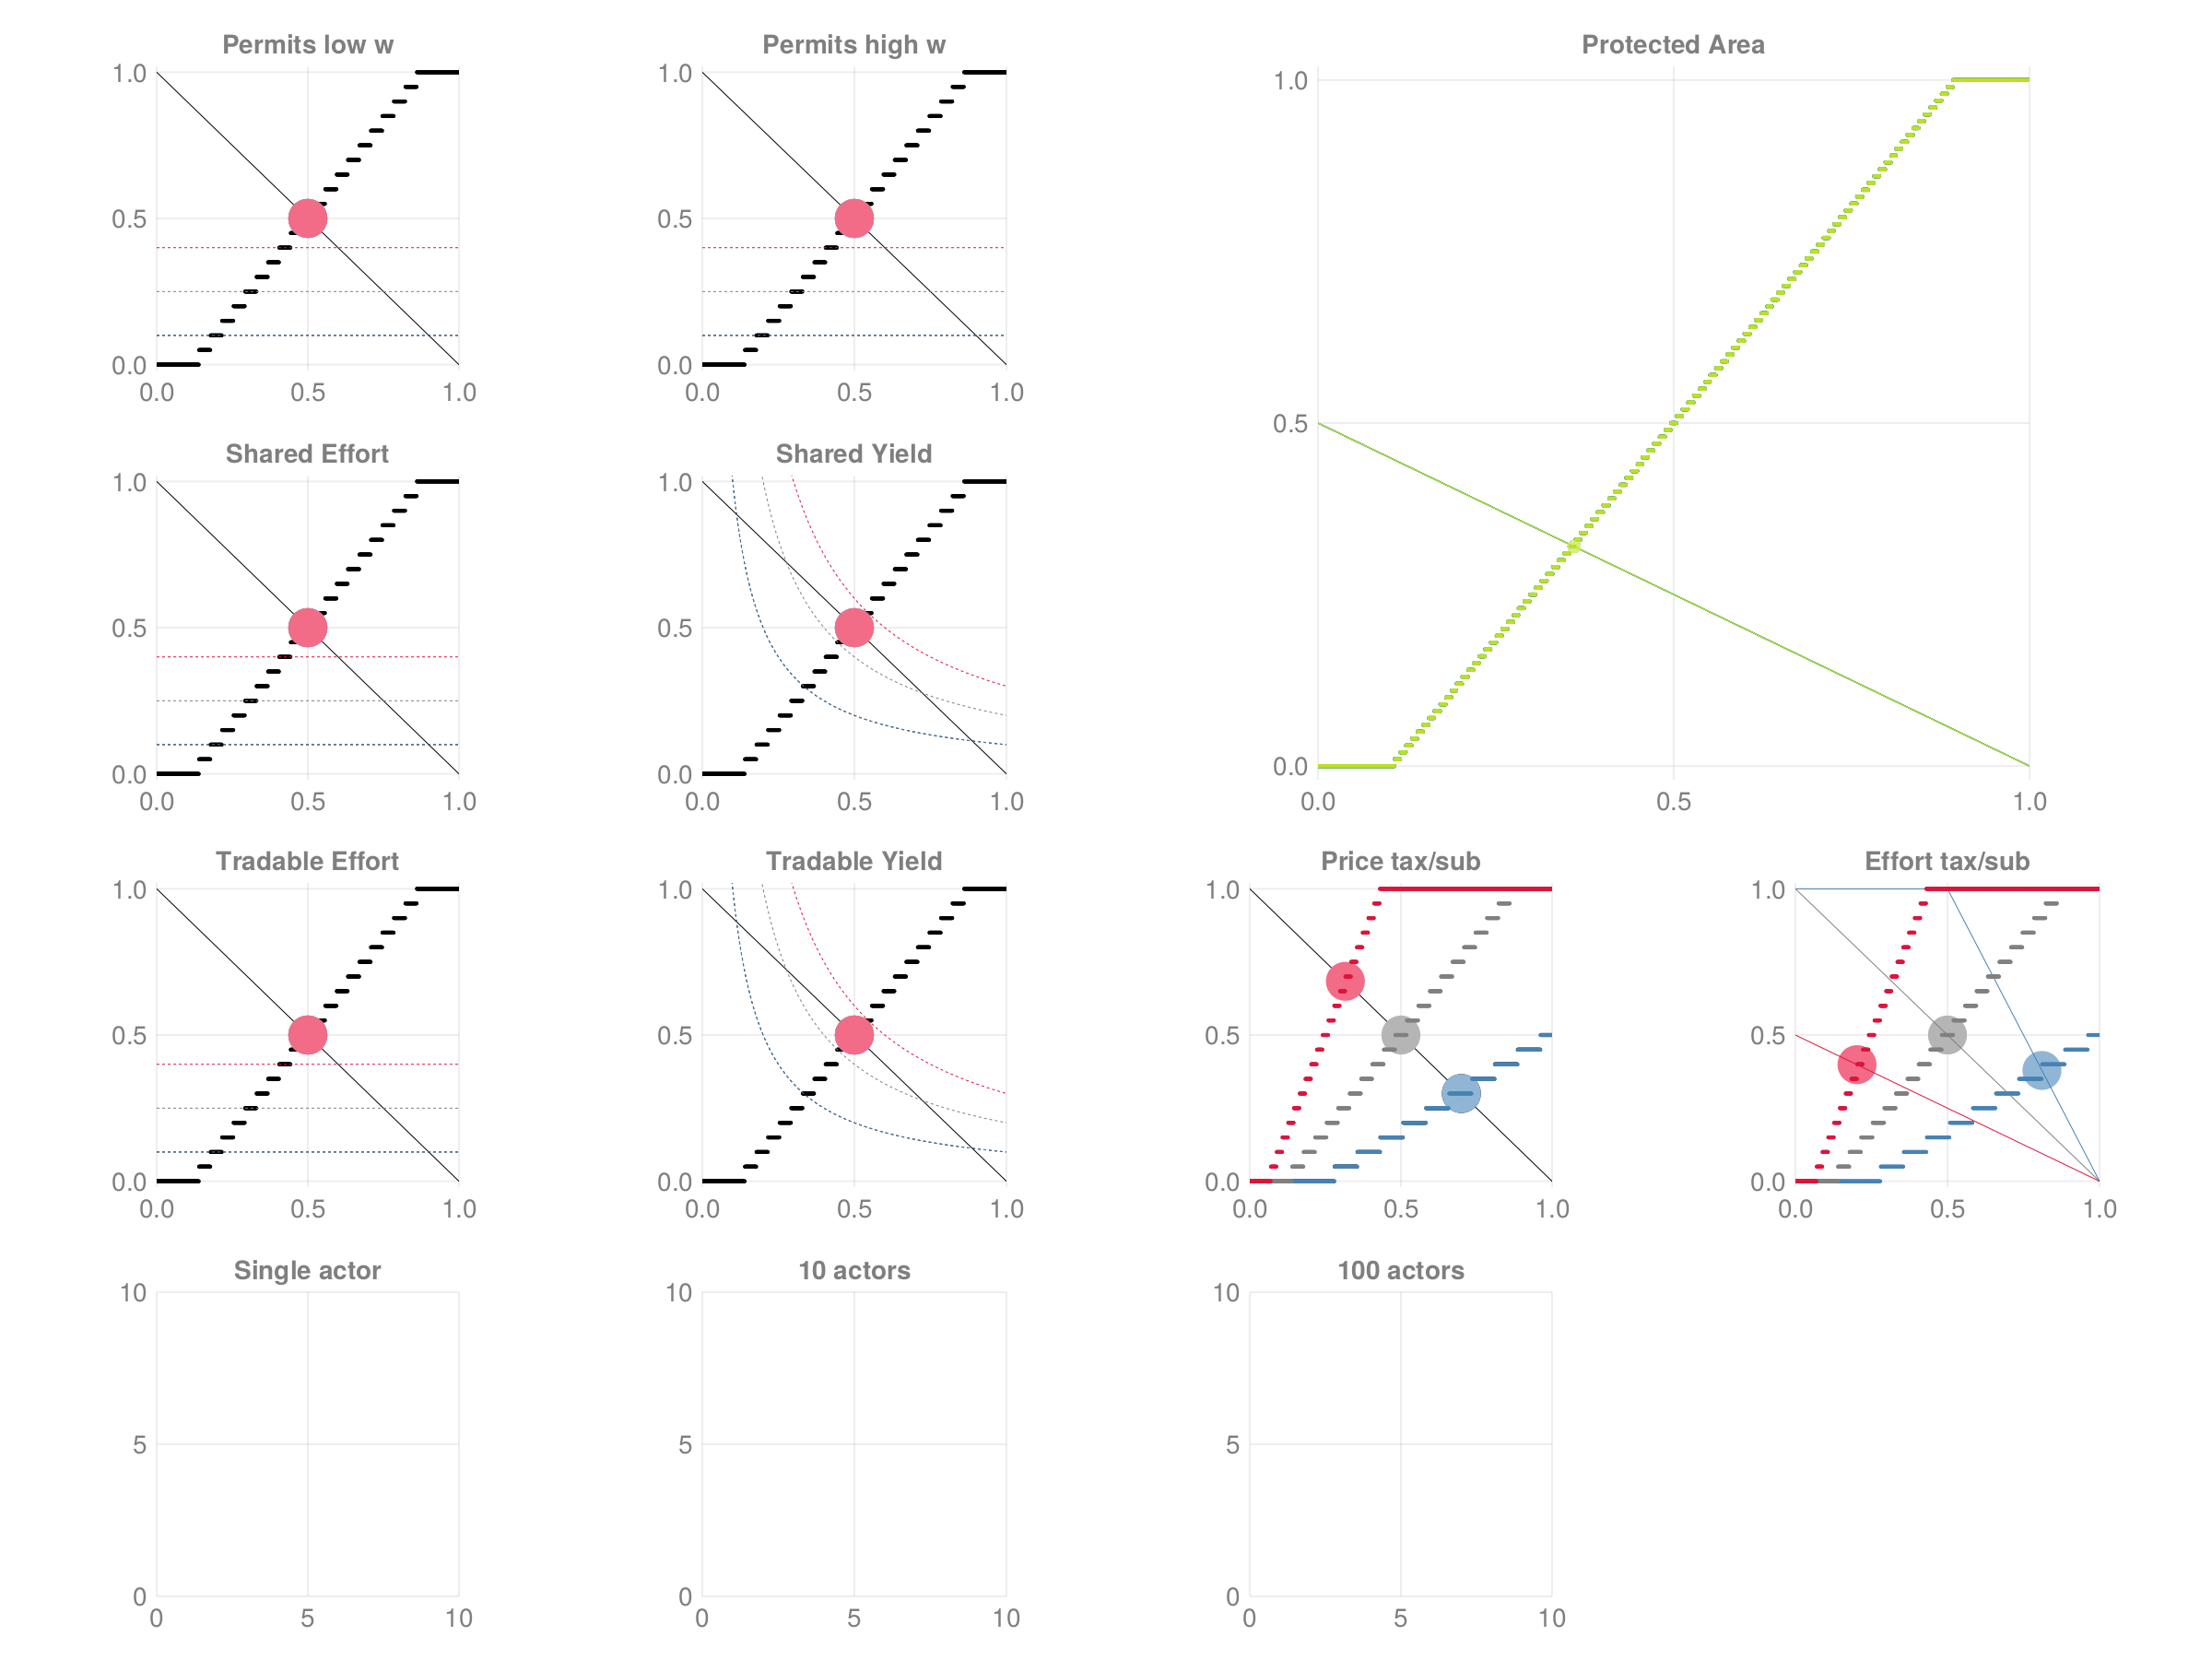 Permits low w
1.0
0.5
0.0
0.0 0.5 1.0
Permits high w
1.0
0.5
0.0
0.0 0.5 1.0
Protected Area
1.0
0.5
0.0
0.0 0.5 1.0
Shared Effort
1.0
0.5
0.0
0.0 0.5 1.0
Shared Yield
1.0
0.5
0.0
0.0 0.5 1.0
Tradable Effort
1.0
0.5
0.0
0.0 0.5 1.0
Tradable Yield
1.0
0.5
0.0
0.0 0.5 1.0
Price tax/sub
1.0
0.5
0.0
0.0 0.5 1.0
Effort tax/sub
1.0
0.5
0.0
0.0 0.5 1.0
Single actor
10
5
0
0 5 10
10 actors
10
5
0
0 5 10
100 actors
10
5
0
0 5 10